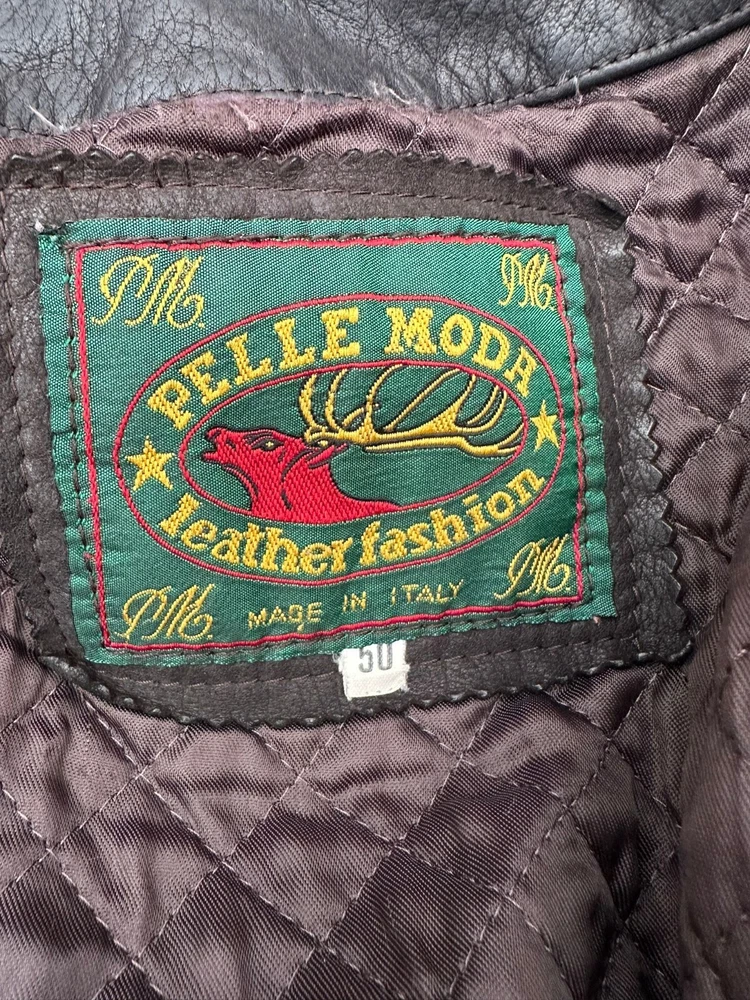 PM. PM.
PELLE MODA
leather fashion
PM. PM.
MADE IN ITALY
50